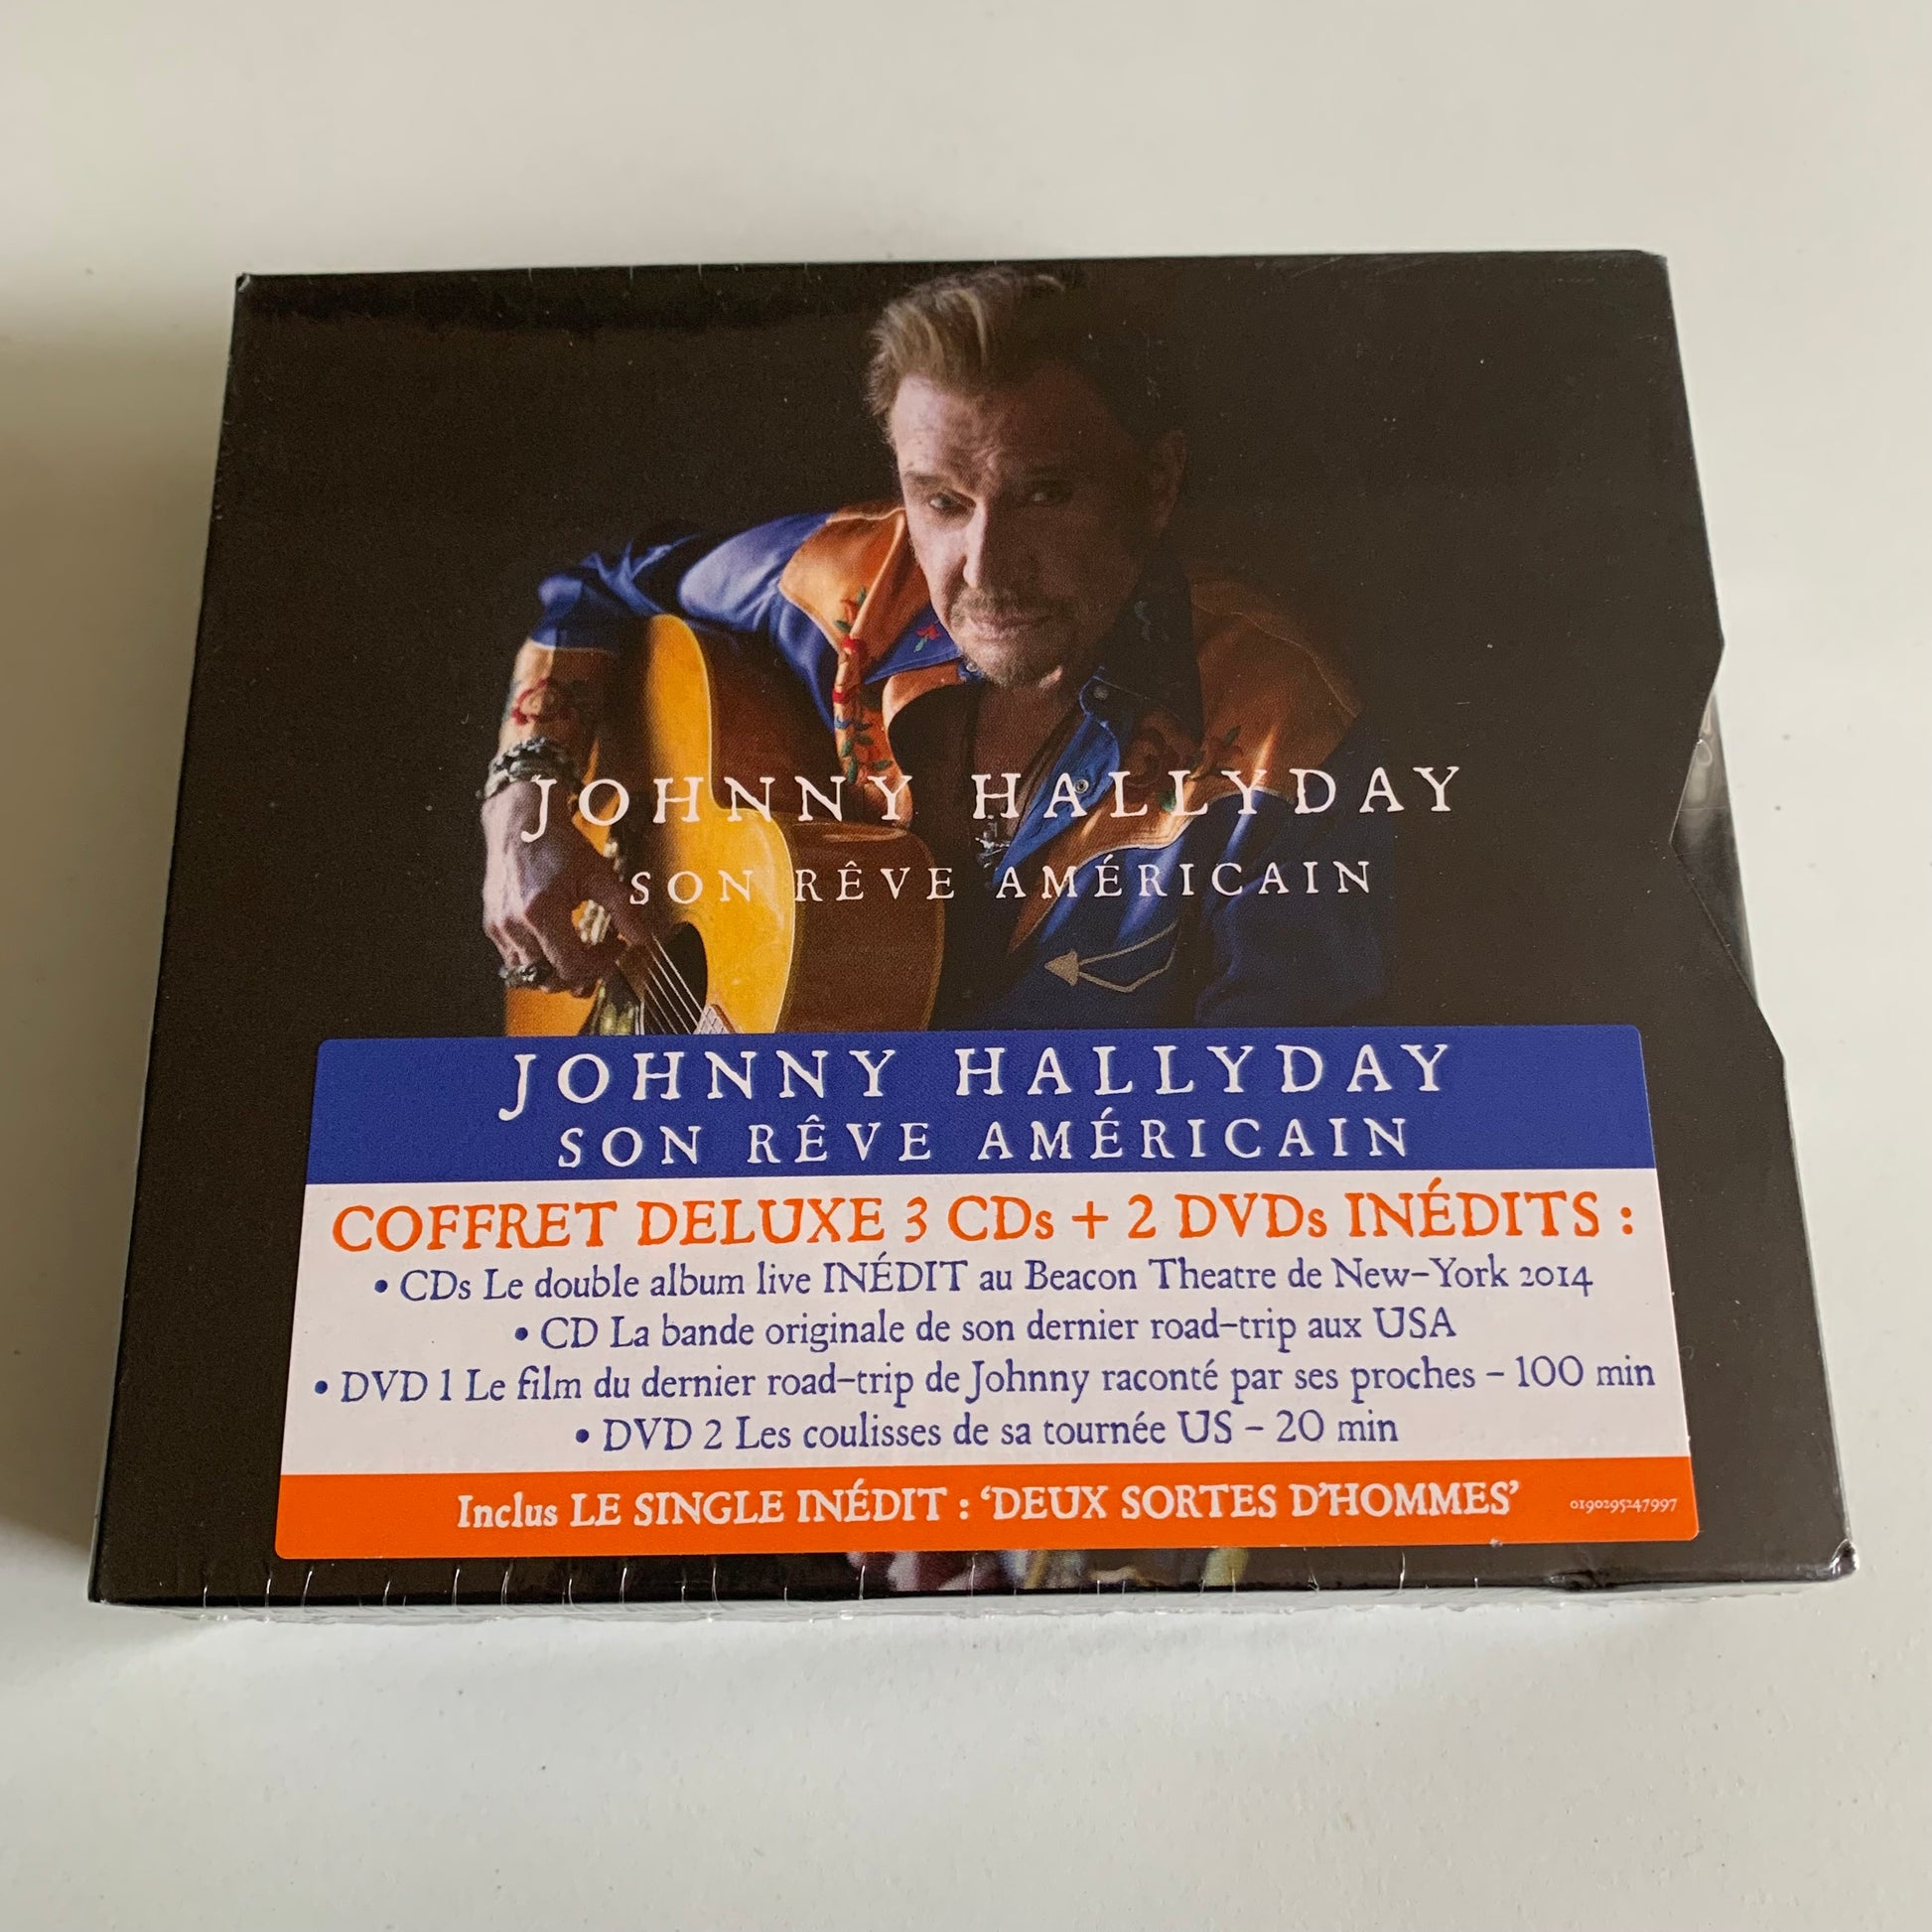 JOHNNY HALLYDAY
SON RÊVE AMÉRICAIN
JOHNNY HALLYDAY
SON RÊVE AMÉRICAIN
COFFRET DELUXE 3 CDs + 2 DVDs INÉDITS :
• CDs Le double album live INÉDIT au Beacon Theatre de New-York 2014
• CD La bande originale de son dernier road-trip aux USA
• DVD 1 Le film du dernier road-trip de Johnny raconté par ses proches - 100 min
• DVD 2 Les coulisses de sa tournée US - 20 min
Inclus LE SINGLE INÉDIT : ‘DEUX SORTES D'HOMMES’
0190295247997